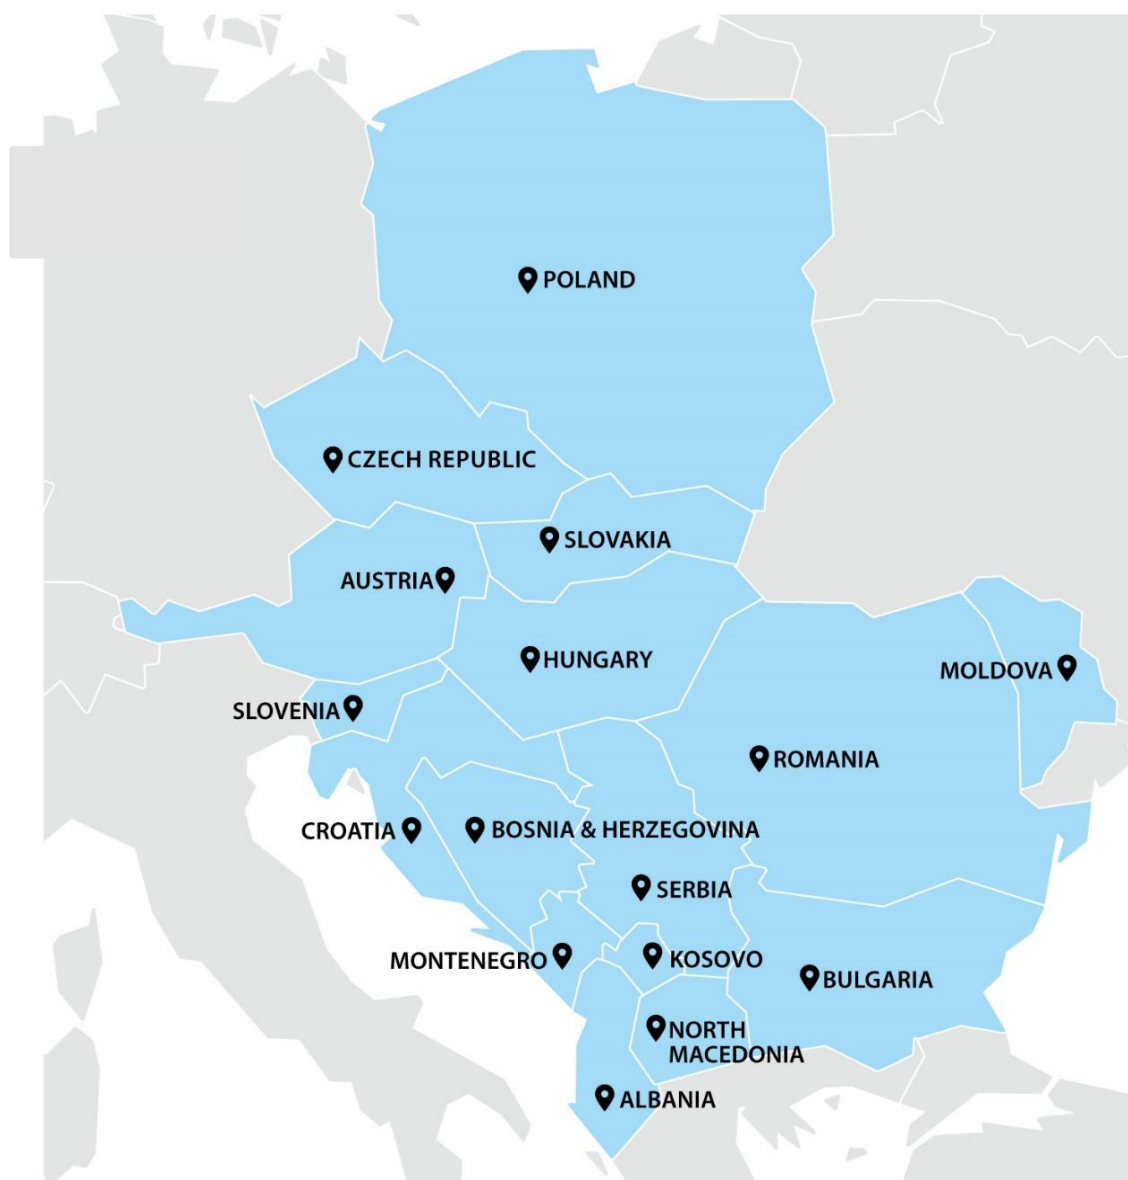 POLAND
CZECH REPUBLIC
SLOVAKIA
AUSTRIA
HUNGARY
MOLDOVA
SLOVENIA
ROMANIA
CROATIA
BOSNIA & HERZEGOVINA
SERBIA
MONTENEGRO
KOSOVO
BULGARIA
NORTH
MACEDONIA
ALBANIA